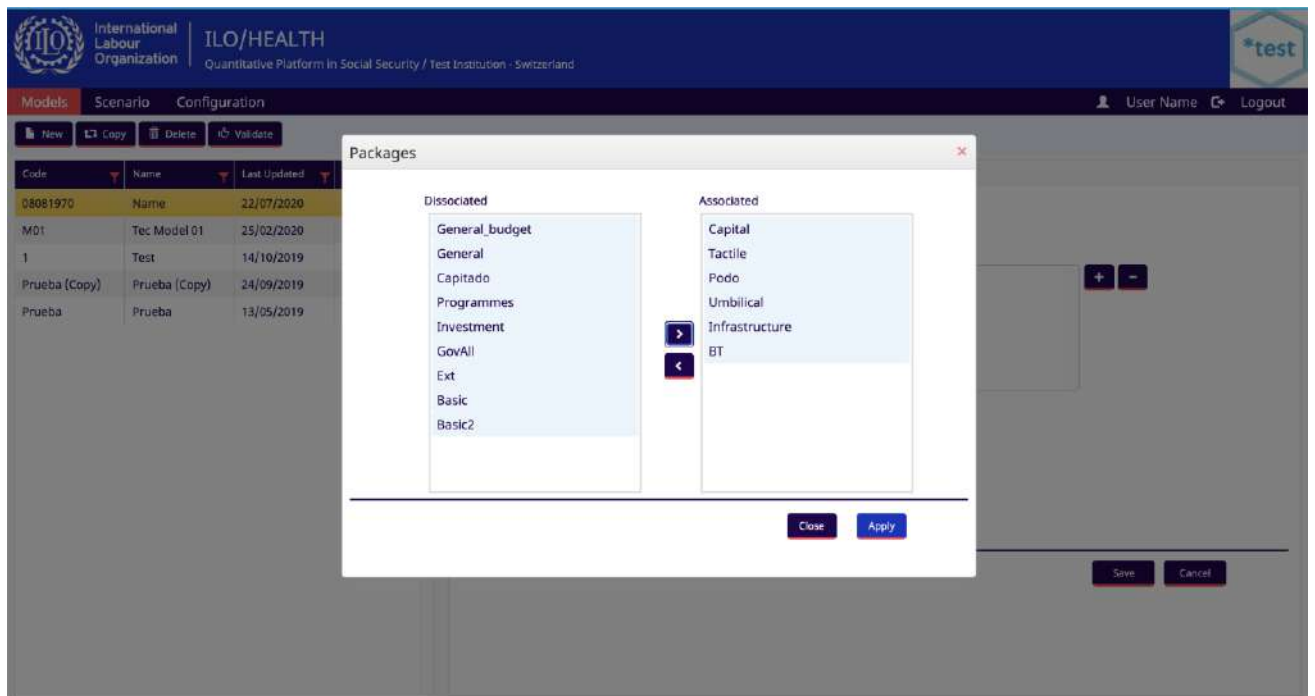 International
Labour
Organization
ILO
ILO/HEALTH
Quantitative Platform in Social Security / Test Institution - Switzerland
*test
Models Scenario Configuration
User Name Logout
New Copy Delete Validate
Code Name Last Updated
08081970 Name 22/07/2020
M01 Tec Model 01 25/02/2020
1 Test 14/10/2019
Prueba (Copy) Prueba (Copy) 24/09/2019
Prueba Prueba 13/05/2019
Packages
Dissociated
General_budget
General
Capitado
Programmes
Investment
GovAll
Ext
Basic
Basic2
Associated
Capital
Tactile
Podo
Umbilical
Infrastructure
BT
Close Apply
Save Cancel